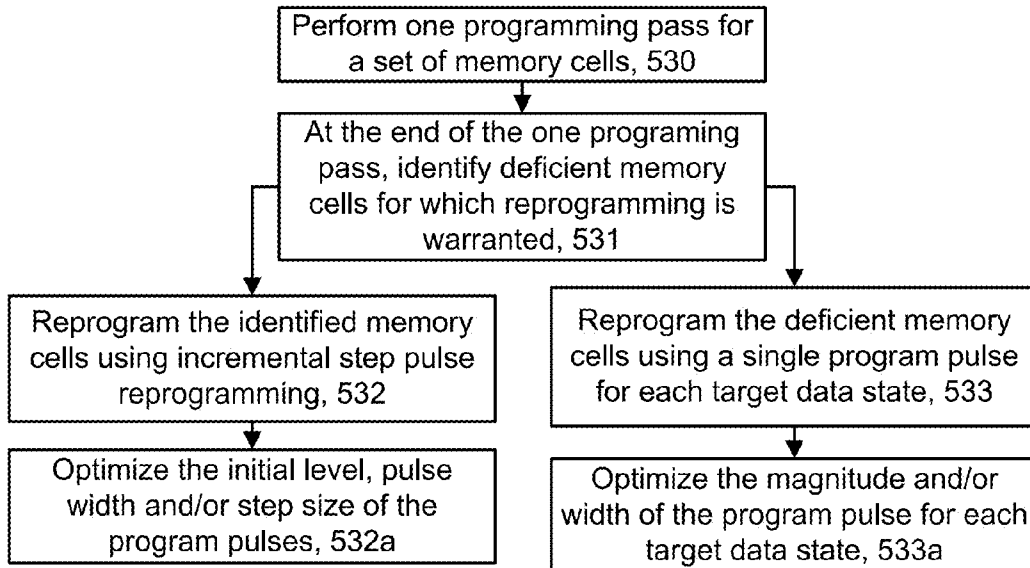 Perform one programming pass for
a set of memory cells, 530
At the end of the one programing
pass, identify deficient memory
cells for which reprogramming is
warranted, 531
Reprogram the identified memory
cells using incremental step pulse
reprogramming, 532
Reprogram the deficient memory
cells using a single program pulse
for each target data state, 533
Optimize the initial level, pulse
width and/or step size of the
program pulses, 532a
Optimize the magnitude and/or
width of the program pulse for each
target data state, 533a